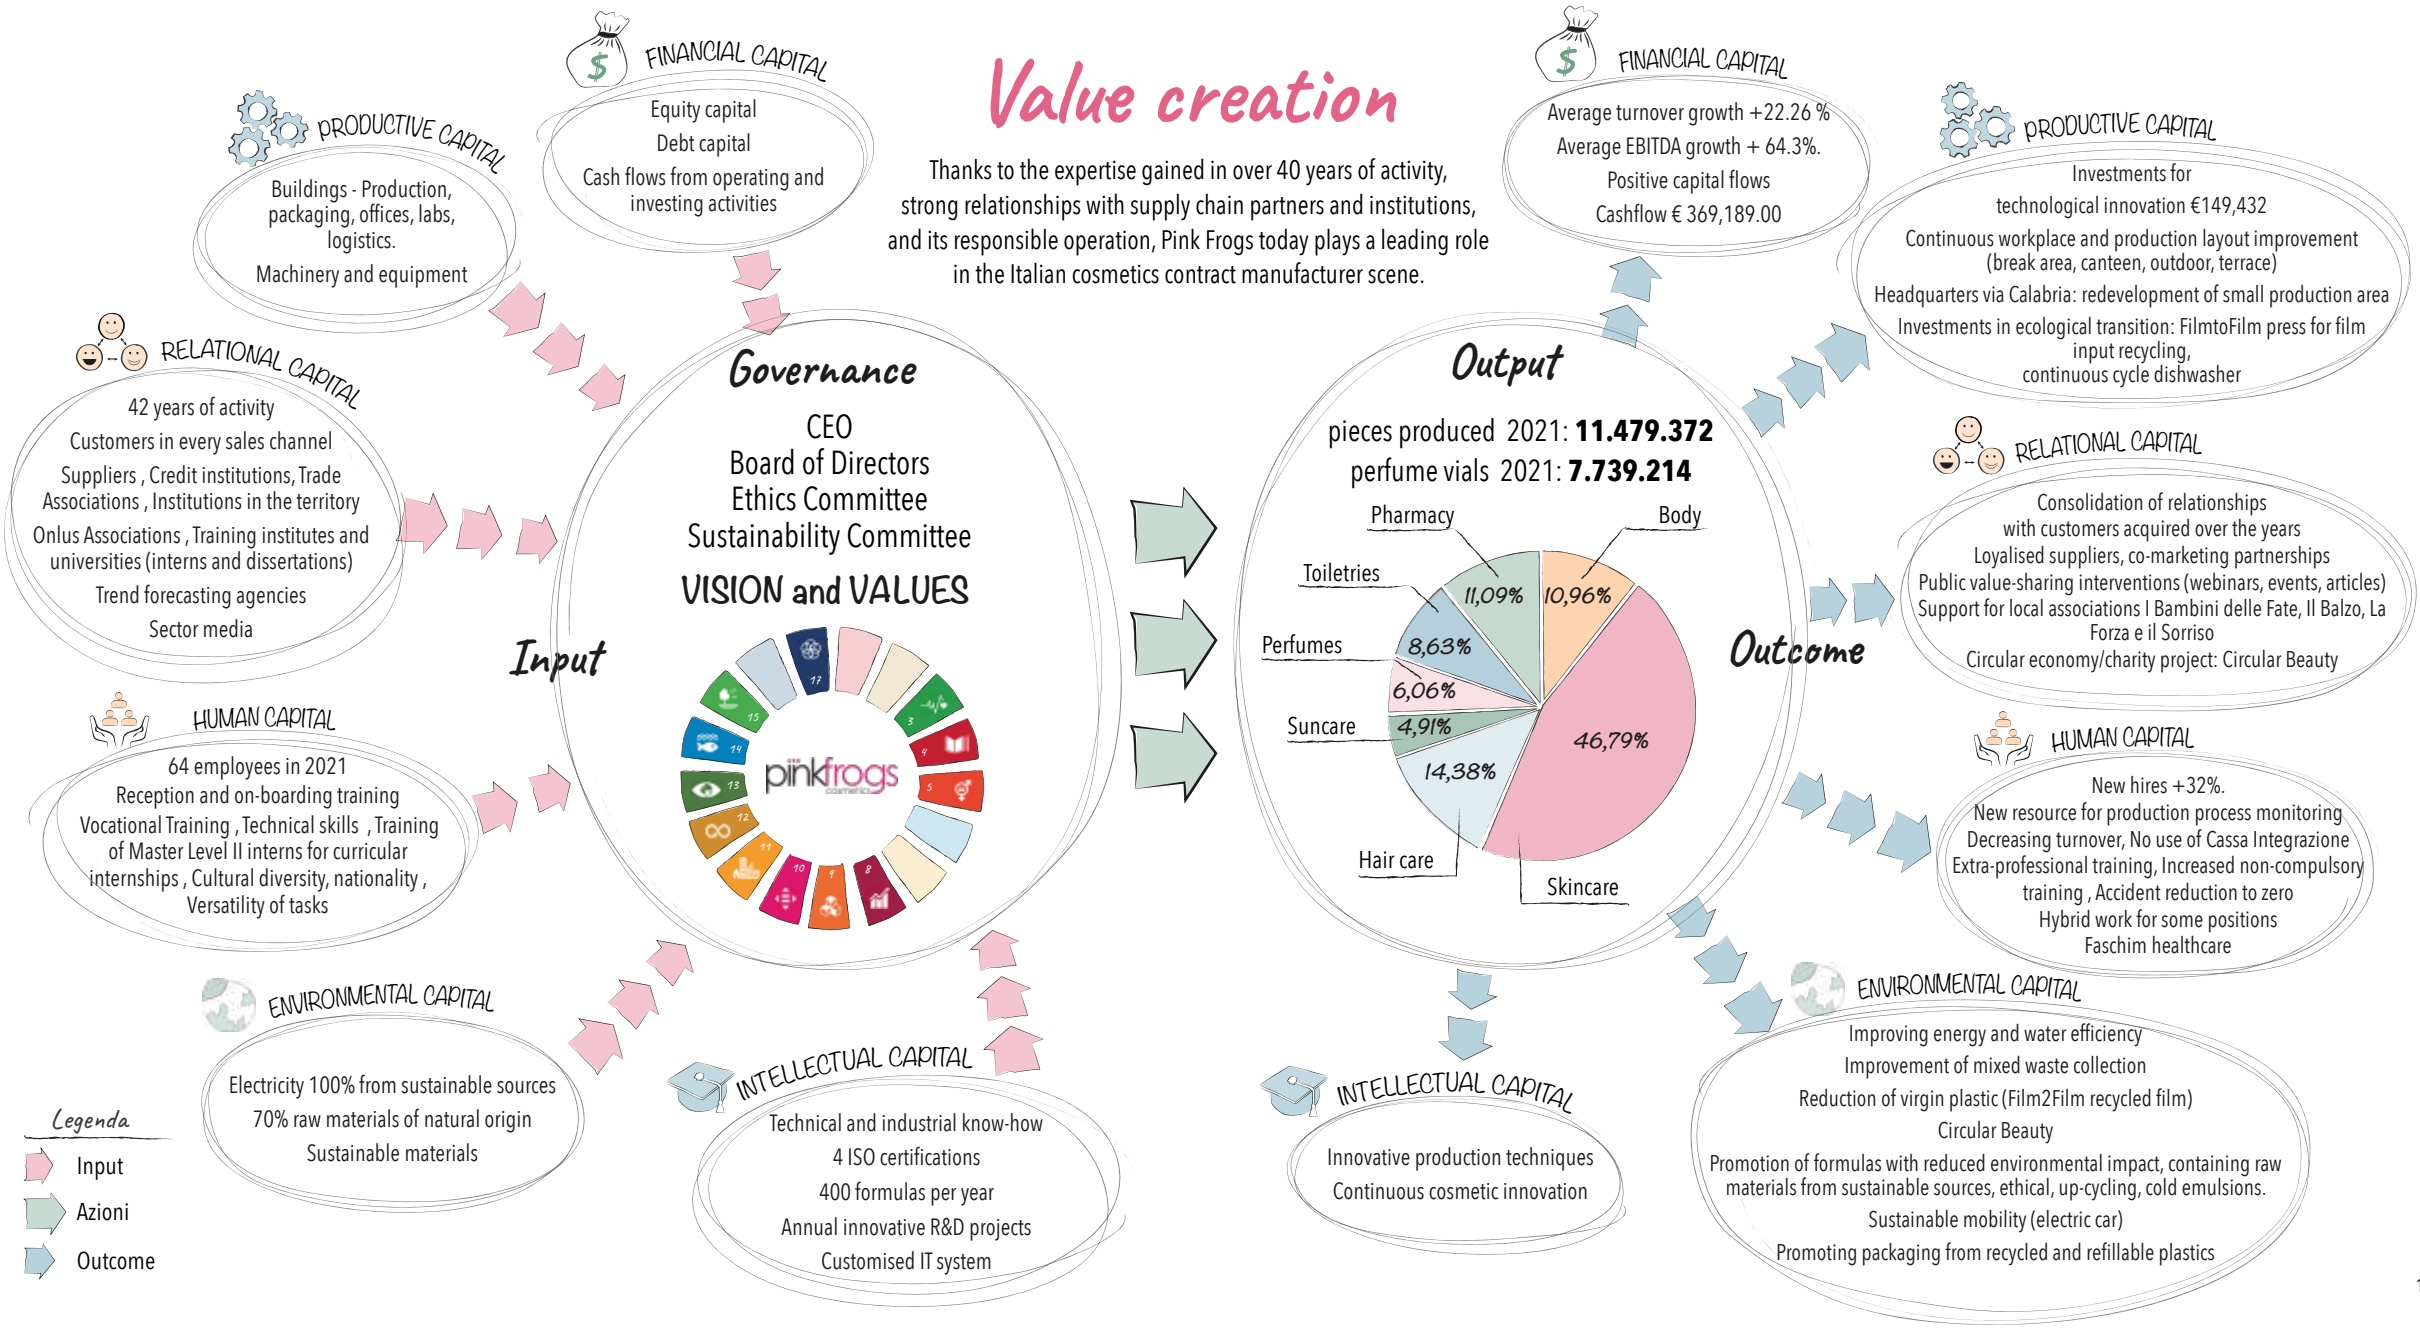 Value creation
Thanks to the expertise gained in over 40 years of activity,
strong relationships with supply chain partners and institutions,
and its responsible operation, Pink Frogs today plays a leading role
in the Italian cosmetics contract manufacturer scene.
FINANCIAL CAPITAL
Equity capital
Debt capital
Cash flows from operating and
investing activities
PRODUCTIVE CAPITAL
Buildings - Production,
packaging, offices, labs,
logistics.
Machinery and equipment
RELATIONAL CAPITAL
42 years of activity
Customers in every sales channel
Suppliers , Credit institutions, Trade
Associations , Institutions in the territory
Onlus Associations , Training institutes and
universities (interns and dissertations)
Trend forecasting agencies
Sector media
Input
HUMAN CAPITAL
64 employees in 2021
Reception and on-boarding training
Vocational Training , Technical skills , Training
of Master Level II interns for curricular
internships , Cultural diversity, nationality ,
Versatility of tasks
ENVIRONMENTAL CAPITAL
Electricity 100% from sustainable sources
70% raw materials of natural origin
Sustainable materials
INTELLECTUAL CAPITAL
Technical and industrial know-how
4 ISO certifications
400 formulas per year
Annual innovative R&D projects
Customised IT system
Legenda
Input
Azioni
Outcome
Governance
CEO
Board of Directors
Ethics Committee
Sustainability Committee
VISION and VALUES
17
3
4
5
8
9
10
11
12
13
14
15
pinkfrogs
cosmetics
Output
pieces produced 2021: 11.479.372
perfume vials 2021: 7.739.214
Pharmacy
Body
Toiletries
Perfumes
Suncare
Hair care
Skincare
11,09%
10,96%
8,63%
6,06%
4,91%
14,38%
46,79%
Outcome
FINANCIAL CAPITAL
Average turnover growth +22.26 %
Average EBITDA growth + 64.3%.
Positive capital flows
Cashflow € 369,189.00
PRODUCTIVE CAPITAL
Investments for
technological innovation €149,432
Continuous workplace and production layout improvement
(break area, canteen, outdoor, terrace)
Headquarters via Calabria: redevelopment of small production area
Investments in ecological transition: FilmtoFilm press for film
input recycling,
continuous cycle dishwasher
RELATIONAL CAPITAL
Consolidation of relationships
with customers acquired over the years
Loyalised suppliers, co-marketing partnerships
Public value-sharing interventions (webinars, events, articles)
Support for local associations I Bambini delle Fate, Il Balzo, La
Forza e il Sorriso
Circular economy/charity project: Circular Beauty
HUMAN CAPITAL
New hires +32%.
New resource for production process monitoring
Decreasing turnover, No use of Cassa Integrazione
Extra-professional training, Increased non-compulsory
training , Accident reduction to zero
Hybrid work for some positions
Faschim healthcare
ENVIRONMENTAL CAPITAL
Improving energy and water efficiency
Improvement of mixed waste collection
Reduction of virgin plastic (Film2Film recycled film)
Circular Beauty
Promotion of formulas with reduced environmental impact, containing raw
materials from sustainable sources, ethical, up-cycling, cold emulsions.
Sustainable mobility (electric car)
Promoting packaging from recycled and refillable plastics
INTELLECTUAL CAPITAL
Innovative production techniques
Continuous cosmetic innovation